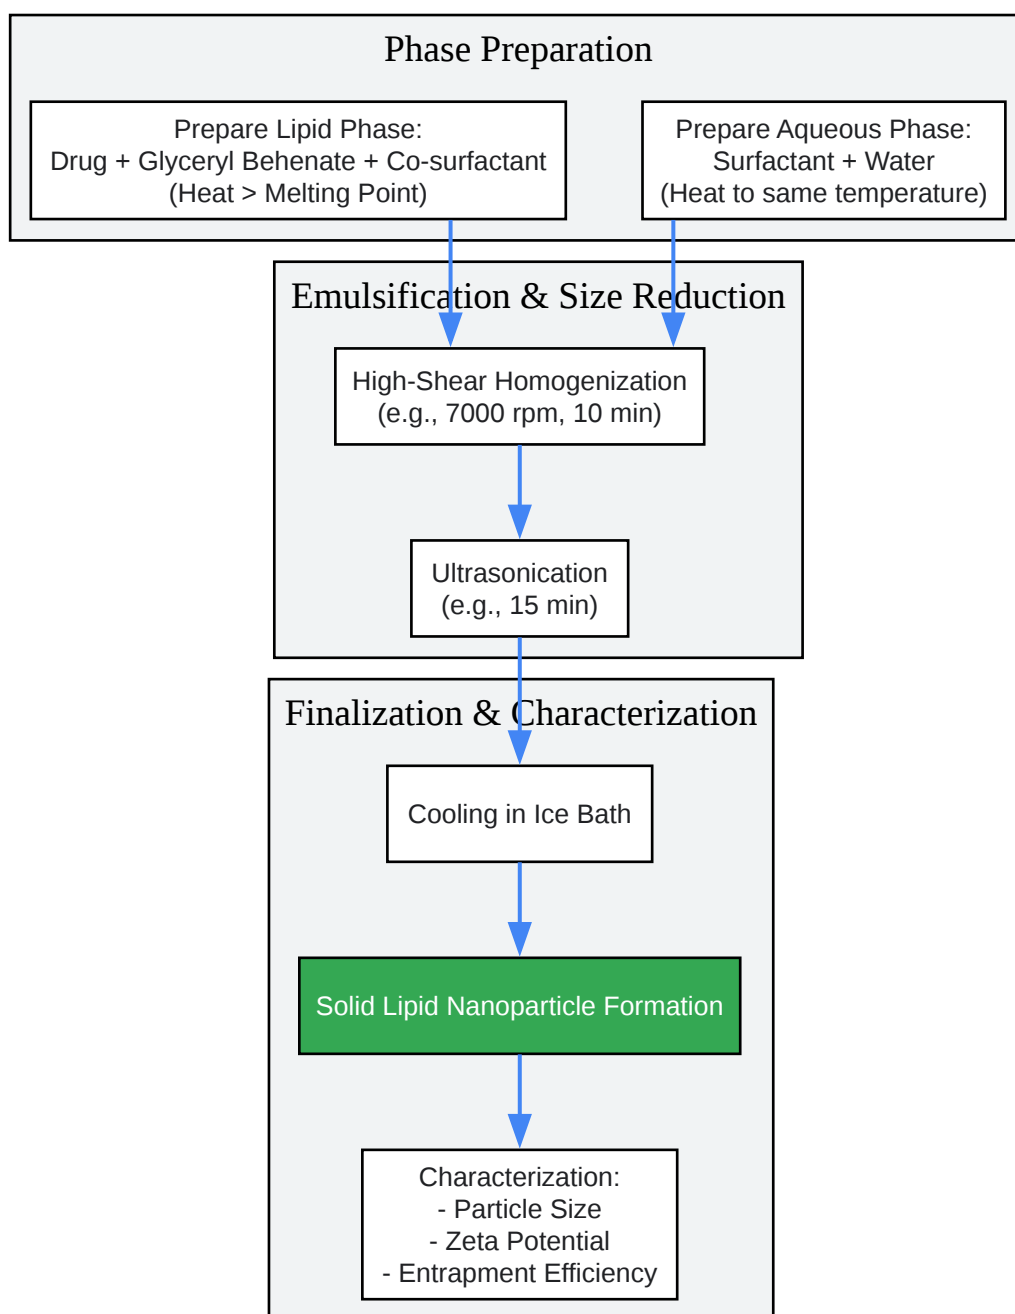 Phase Preparation
Prepare Lipid Phase:
Drug + Glyceryl Behenate + Co-surfactant
(Heat > Melting Point)
Prepare Aqueous Phase:
Surfactant + Water
(Heat to same temperature)
Emulsification & Size Reduction
High-Shear Homogenization
(e.g., 7000 rpm, 10 min)
Ultrasonication
(e.g., 15 min)
Finalization & Characterization
Cooling in Ice Bath
Solid Lipid Nanoparticle Formation
Characterization:
- Particle Size
- Zeta Potential
- Entrapment Efficiency